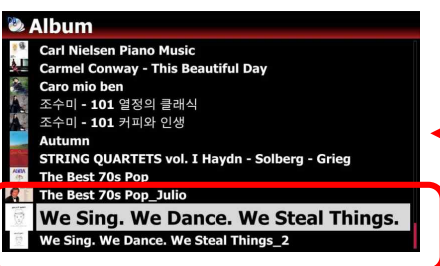 Album
Carl Nielsen Piano Music
Carmel Conway - This Beautiful Day
Caro mio ben
조수미 - 101 열정의 클래식
조수미 - 101 커피와 인생
Autumn
STRING QUARTETS vol. I Haydn - Solberg - Grieg
The Best 70s Pop
The Best 70s Pop_Julio
We Sing. We Dance. We Steal Things.
We Sing. We Dance. We Steal Things._2